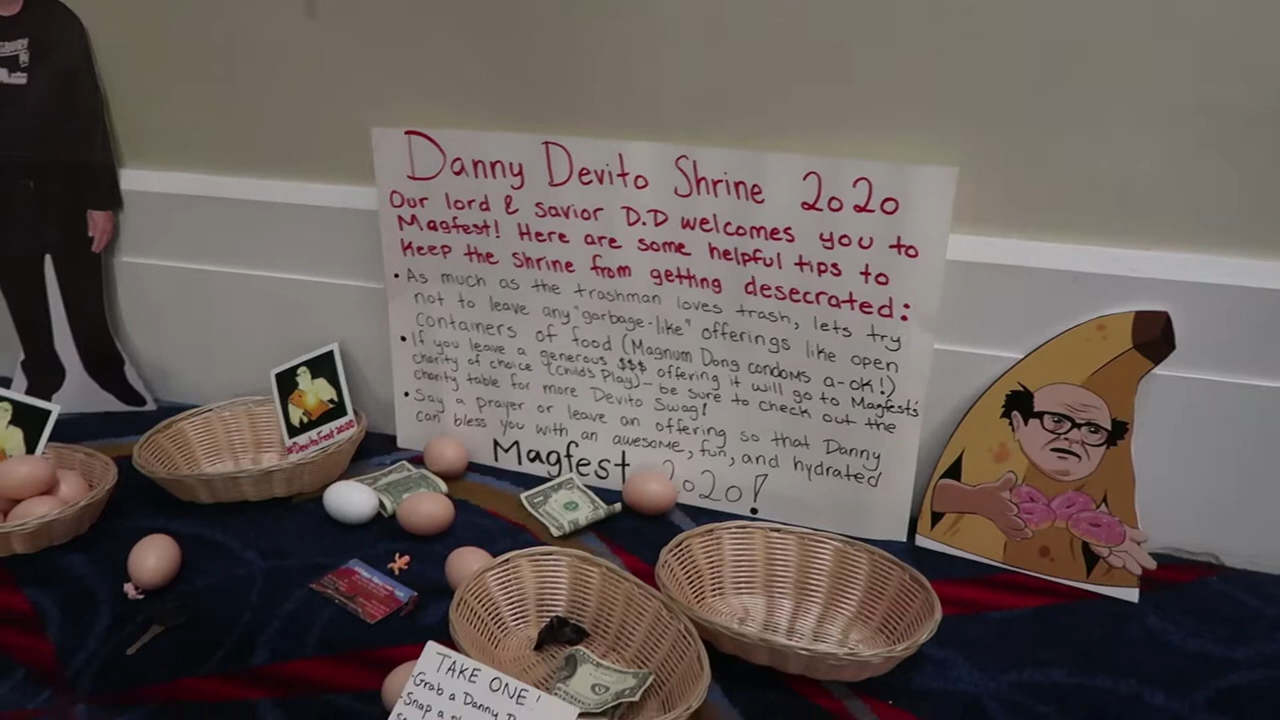 Danny Devito Shrine 2020
Our lord & savior D.D welcomes you to
Magfest! Here are some helpful tips to
keep the shrine from getting desecrated:
• As much as the trashman loves trash, lets try
not to leave any "garbage-like" offerings like open
containers of food (Magnum Dong condoms a-ok!)
• If you leave a generous $$$ offering it will go to Magfest's
charity of choice (Child's Play) - be sure to check out the
charity table for more Devito Swag!
• Say a prayer or leave an offering so that Danny
can bless you with an awesome, fun, and hydrated
Magfest 2020!
#DevitoFest2020
TAKE ONE!
-Grab a Danny
-Snap a